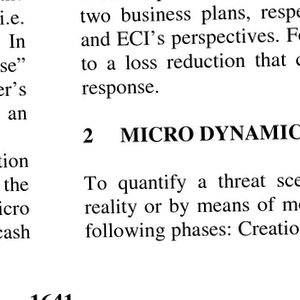 i.e.
In
se”
er’s
an
tion
the
icro
cash
two business plans, respe
and ECI’s perspectives. Fo
to a loss reduction that c
response.
2 MICRO DYNAMIC
To quantify a threat sce
reality or by means of mo
following phases: Creatio
1641